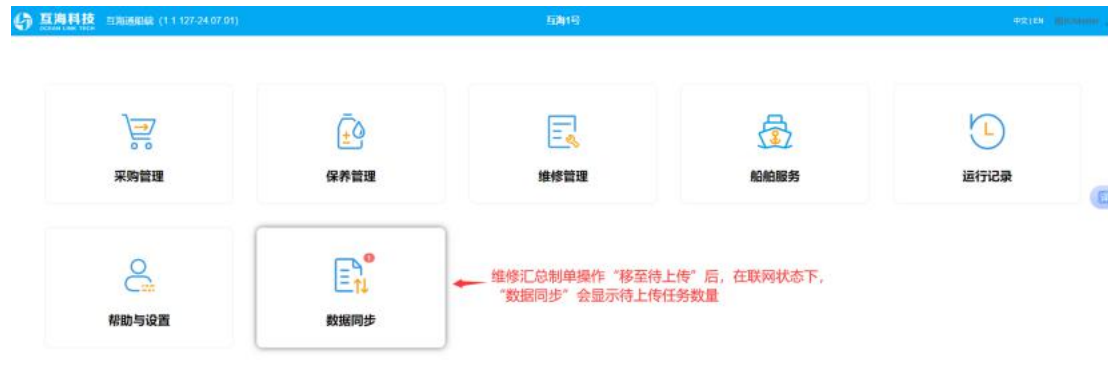 互海科技 互海通船端 (1.1.127-24.07.01) 互海1号 中文 | EN
OCEAN LINK TECH
采购管理 保养管理 维修管理 船舶服务 运行记录
1
维修汇总制单操作“移至待上传”后，在联网状态下，
“数据同步”会显示待上传任务数量
帮助与设置 数据同步